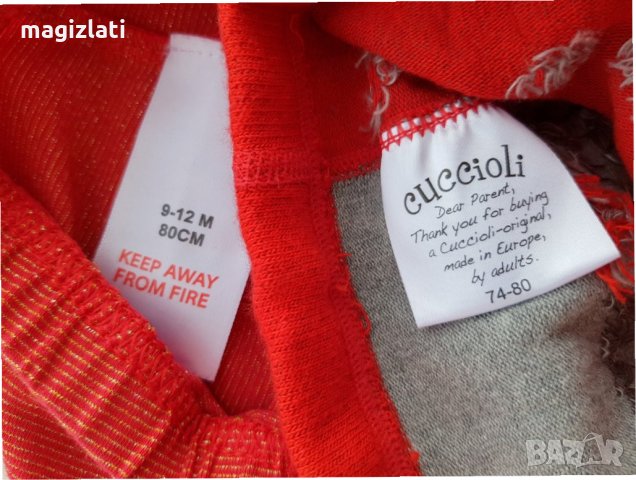 magizlati
9-12 M
80CM
KEEP AWAY
FROM FIRE
cuccioli
Dear Parent,
Thank you for buying
a Cuccioli-original,
made in Europe,
by adults.
74-80
BAZAR